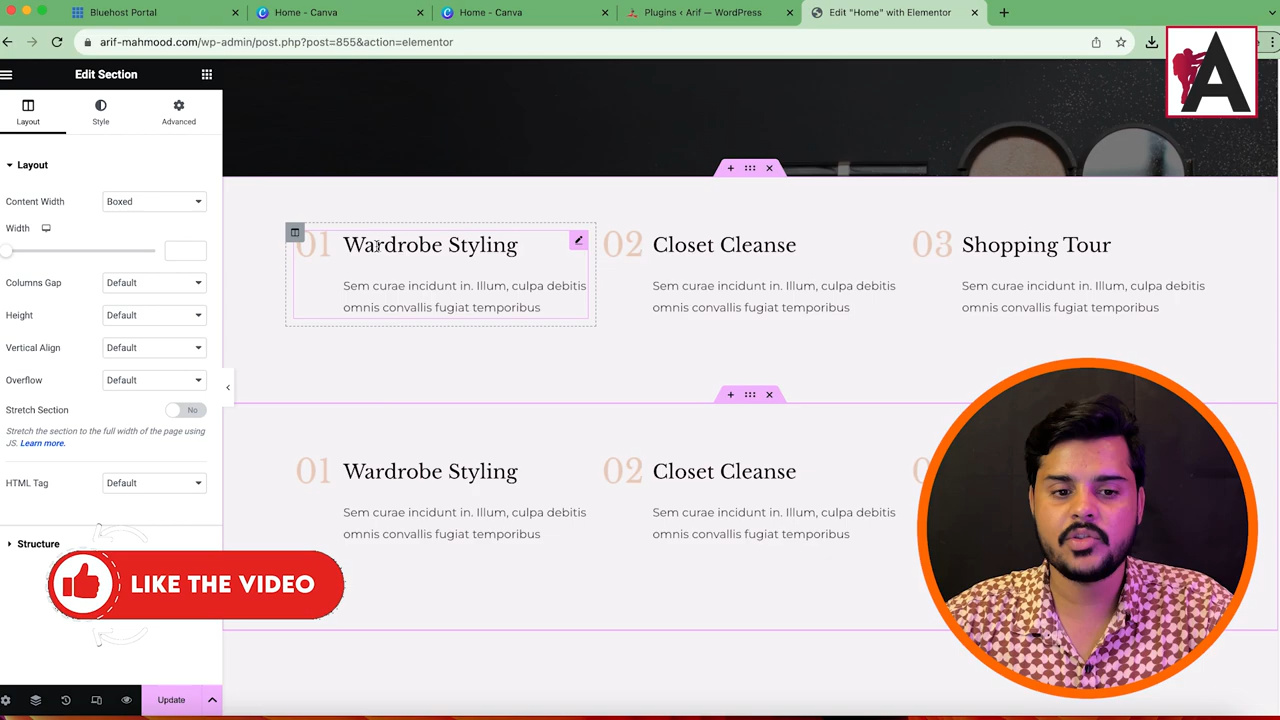 Bluehost Portal
Home - Canva
Home - Canva
Plugins ‹ Arif — WordPress
Edit "Home" with Elementor
arif-mahmood.com/wp-admin/post.php?post=855&action=elementor
A
Edit Section
Layout
Style
Advanced
Layout
Content Width
Boxed
Width
Columns Gap
Default
Height
Default
Vertical Align
Default
Overflow
Default
Stretch Section
No
Stretch the section to the full width of the page using
JS. Learn more.
HTML Tag
Default
Structure
LIKE THE VIDEO
Update
01 Wardrobe Styling
Sem curae incidunt in. Illum, culpa debitis
omnis convallis fugiat temporibus
02 Closet Cleanse
Sem curae incidunt in. Illum, culpa debitis
omnis convallis fugiat temporibus
03 Shopping Tour
Sem curae incidunt in. Illum, culpa debitis
omnis convallis fugiat temporibus
01 Wardrobe Styling
Sem curae incidunt in. Illum, culpa debitis
omnis convallis fugiat temporibus
02 Closet Cleanse
Sem curae incidunt in. Illum, culpa debitis
omnis convallis fugiat temporibus